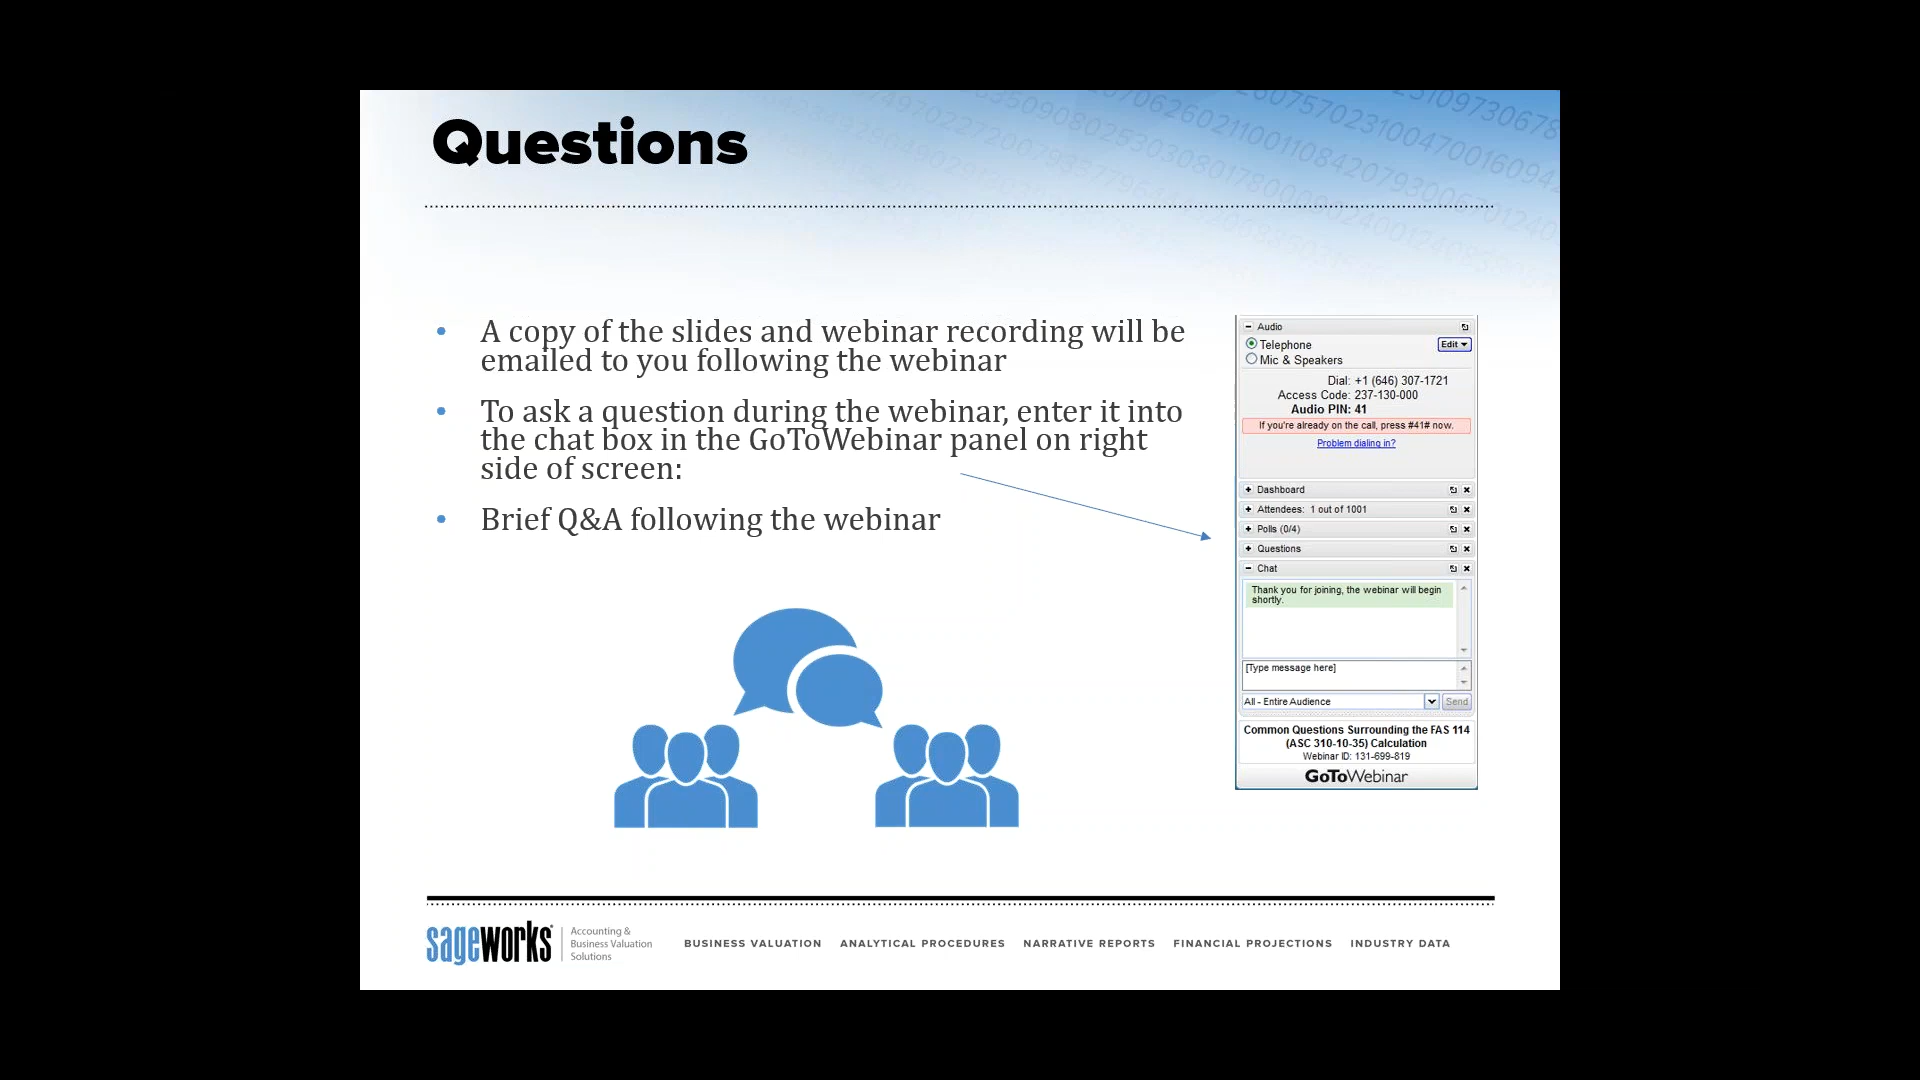 Questions
• A copy of the slides and webinar recording will be
emailed to you following the webinar
• To ask a question during the webinar, enter it into
the chat box in the GoToWebinar panel on right
side of screen:
• Brief Q&A following the webinar
Audio
Telephone
Edit
Mic & Speakers
Dial: +1 (646) 307-1721
Access Code: 237-130-000
Audio PIN: 41
If you're already on the call, press #41# now.
Problem dialing in?
Dashboard
Attendees: 1 out of 1001
Polls (0/4)
Questions
Chat
Thank you for joining, the webinar will begin
shortly.
[Type message here]
All - Entire Audience
Send
Common Questions Surrounding the FAS 114
(ASC 310-10-35) Calculation
Webinar ID: 131-699-819
GoToWebinar
sageworks
Accounting &
Business Valuation
Solutions
BUSINESS VALUATION ANALYTICAL PROCEDURES NARRATIVE REPORTS FINANCIAL PROJECTIONS INDUSTRY DATA